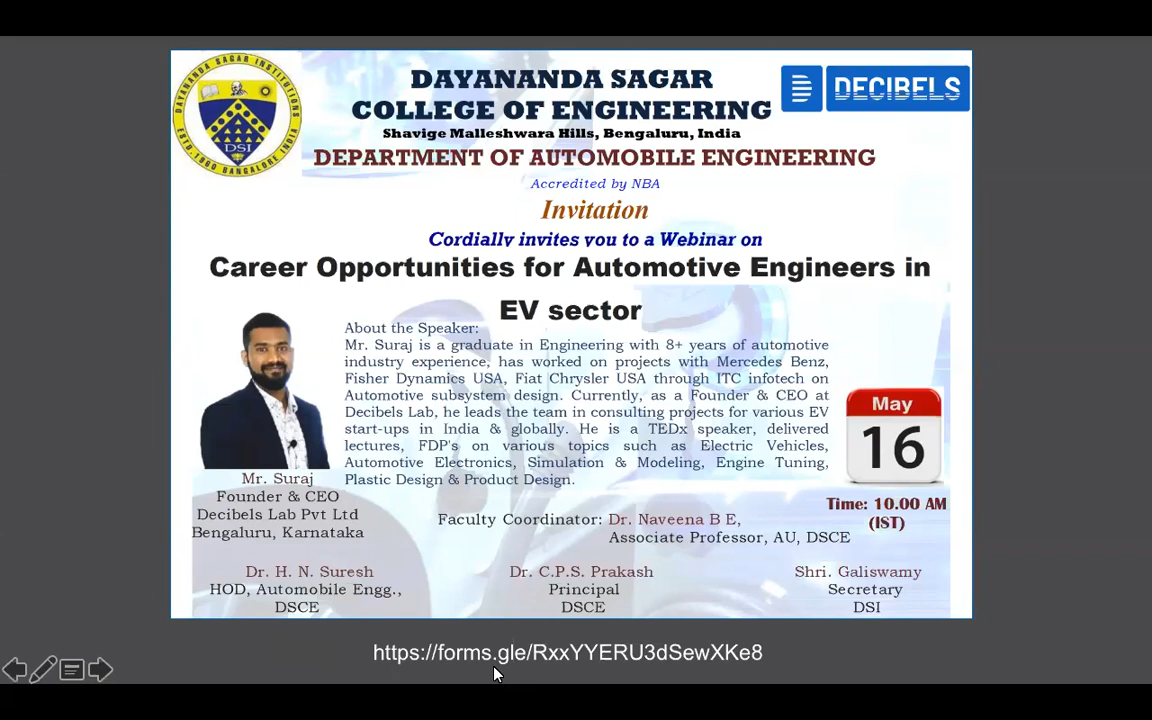 DAYANANDA SAGAR
COLLEGE OF ENGINEERING
Shavige Malleshwara Hills, Bengaluru, India
DEPARTMENT OF AUTOMOBILE ENGINEERING
Accredited by NBA
DAYANANDA SAGAR INSTITUTIONS
DSI
ESTD.1960 BANGALORE INDIA
DECIBELS
Invitation
Cordially invites you to a Webinar on
Career Opportunities for Automotive Engineers in
EV sector
About the Speaker:
Mr. Suraj is a graduate in Engineering with 8+ years of automotive
industry experience, has worked on projects with Mercedes Benz,
Fisher Dynamics USA, Fiat Chrysler USA through ITC infotech on
Automotive subsystem design. Currently, as a Founder & CEO at
Decibels Lab, he leads the team in consulting projects for various EV
start-ups in India & globally. He is a TEDx speaker, delivered
lectures, FDP's on various topics such as Electric Vehicles,
Automotive Electronics, Simulation & Modeling, Engine Tuning,
Plastic Design & Product Design.
Mr. Suraj
Founder & CEO
Decibels Lab Pvt Ltd
Bengaluru, Karnataka
May
16
Time: 10.00 AM
(IST)
Faculty Coordinator: Dr. Naveena B E,
Associate Professor, AU, DSCE
Dr. H. N. Suresh
HOD, Automobile Engg.,
DSCE
Dr. C.P.S. Prakash
Principal
DSCE
Shri. Galiswamy
Secretary
DSI
https://forms.gle/RxxYYERU3dSewXKe8